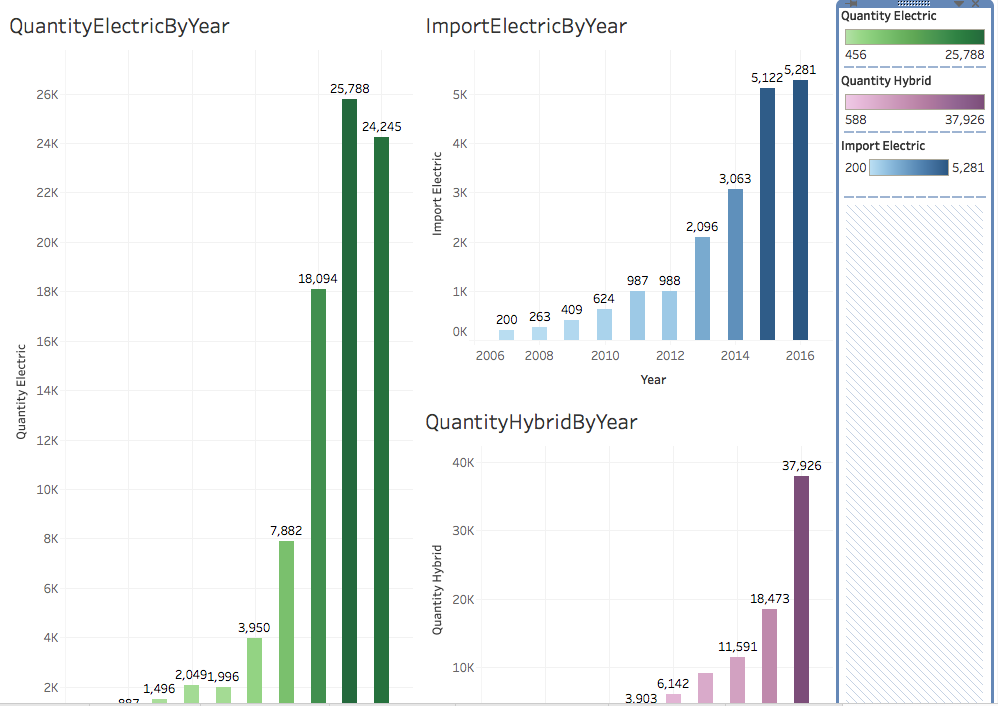 QuantityElectricByYear
Quantity Electric
26K
24K
22K
20K
18K
16K
14K
12K
10K
8K
6K
4K
2K
887
1,496
2,049
1,996
3,950
7,882
18,094
25,788
24,245
ImportElectricByYear
Import Electric
5K
4K
3K
2K
1K
0K
200
263
409
624
987
988
2,096
3,063
5,122
5,281
2006
2008
2010
2012
2014
2016
Year
QuantityHybridByYear
Quantity Hybrid
40K
30K
20K
10K
3,903
6,142
11,591
18,473
37,926
Quantity Electric
456 25,788
Quantity Hybrid
588 37,926
Import Electric
200 5,281